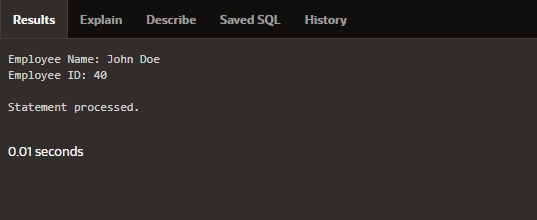 Results Explain Describe Saved SQL History
Employee Name: John Doe
Employee ID: 40
Statement processed.
0.01 seconds